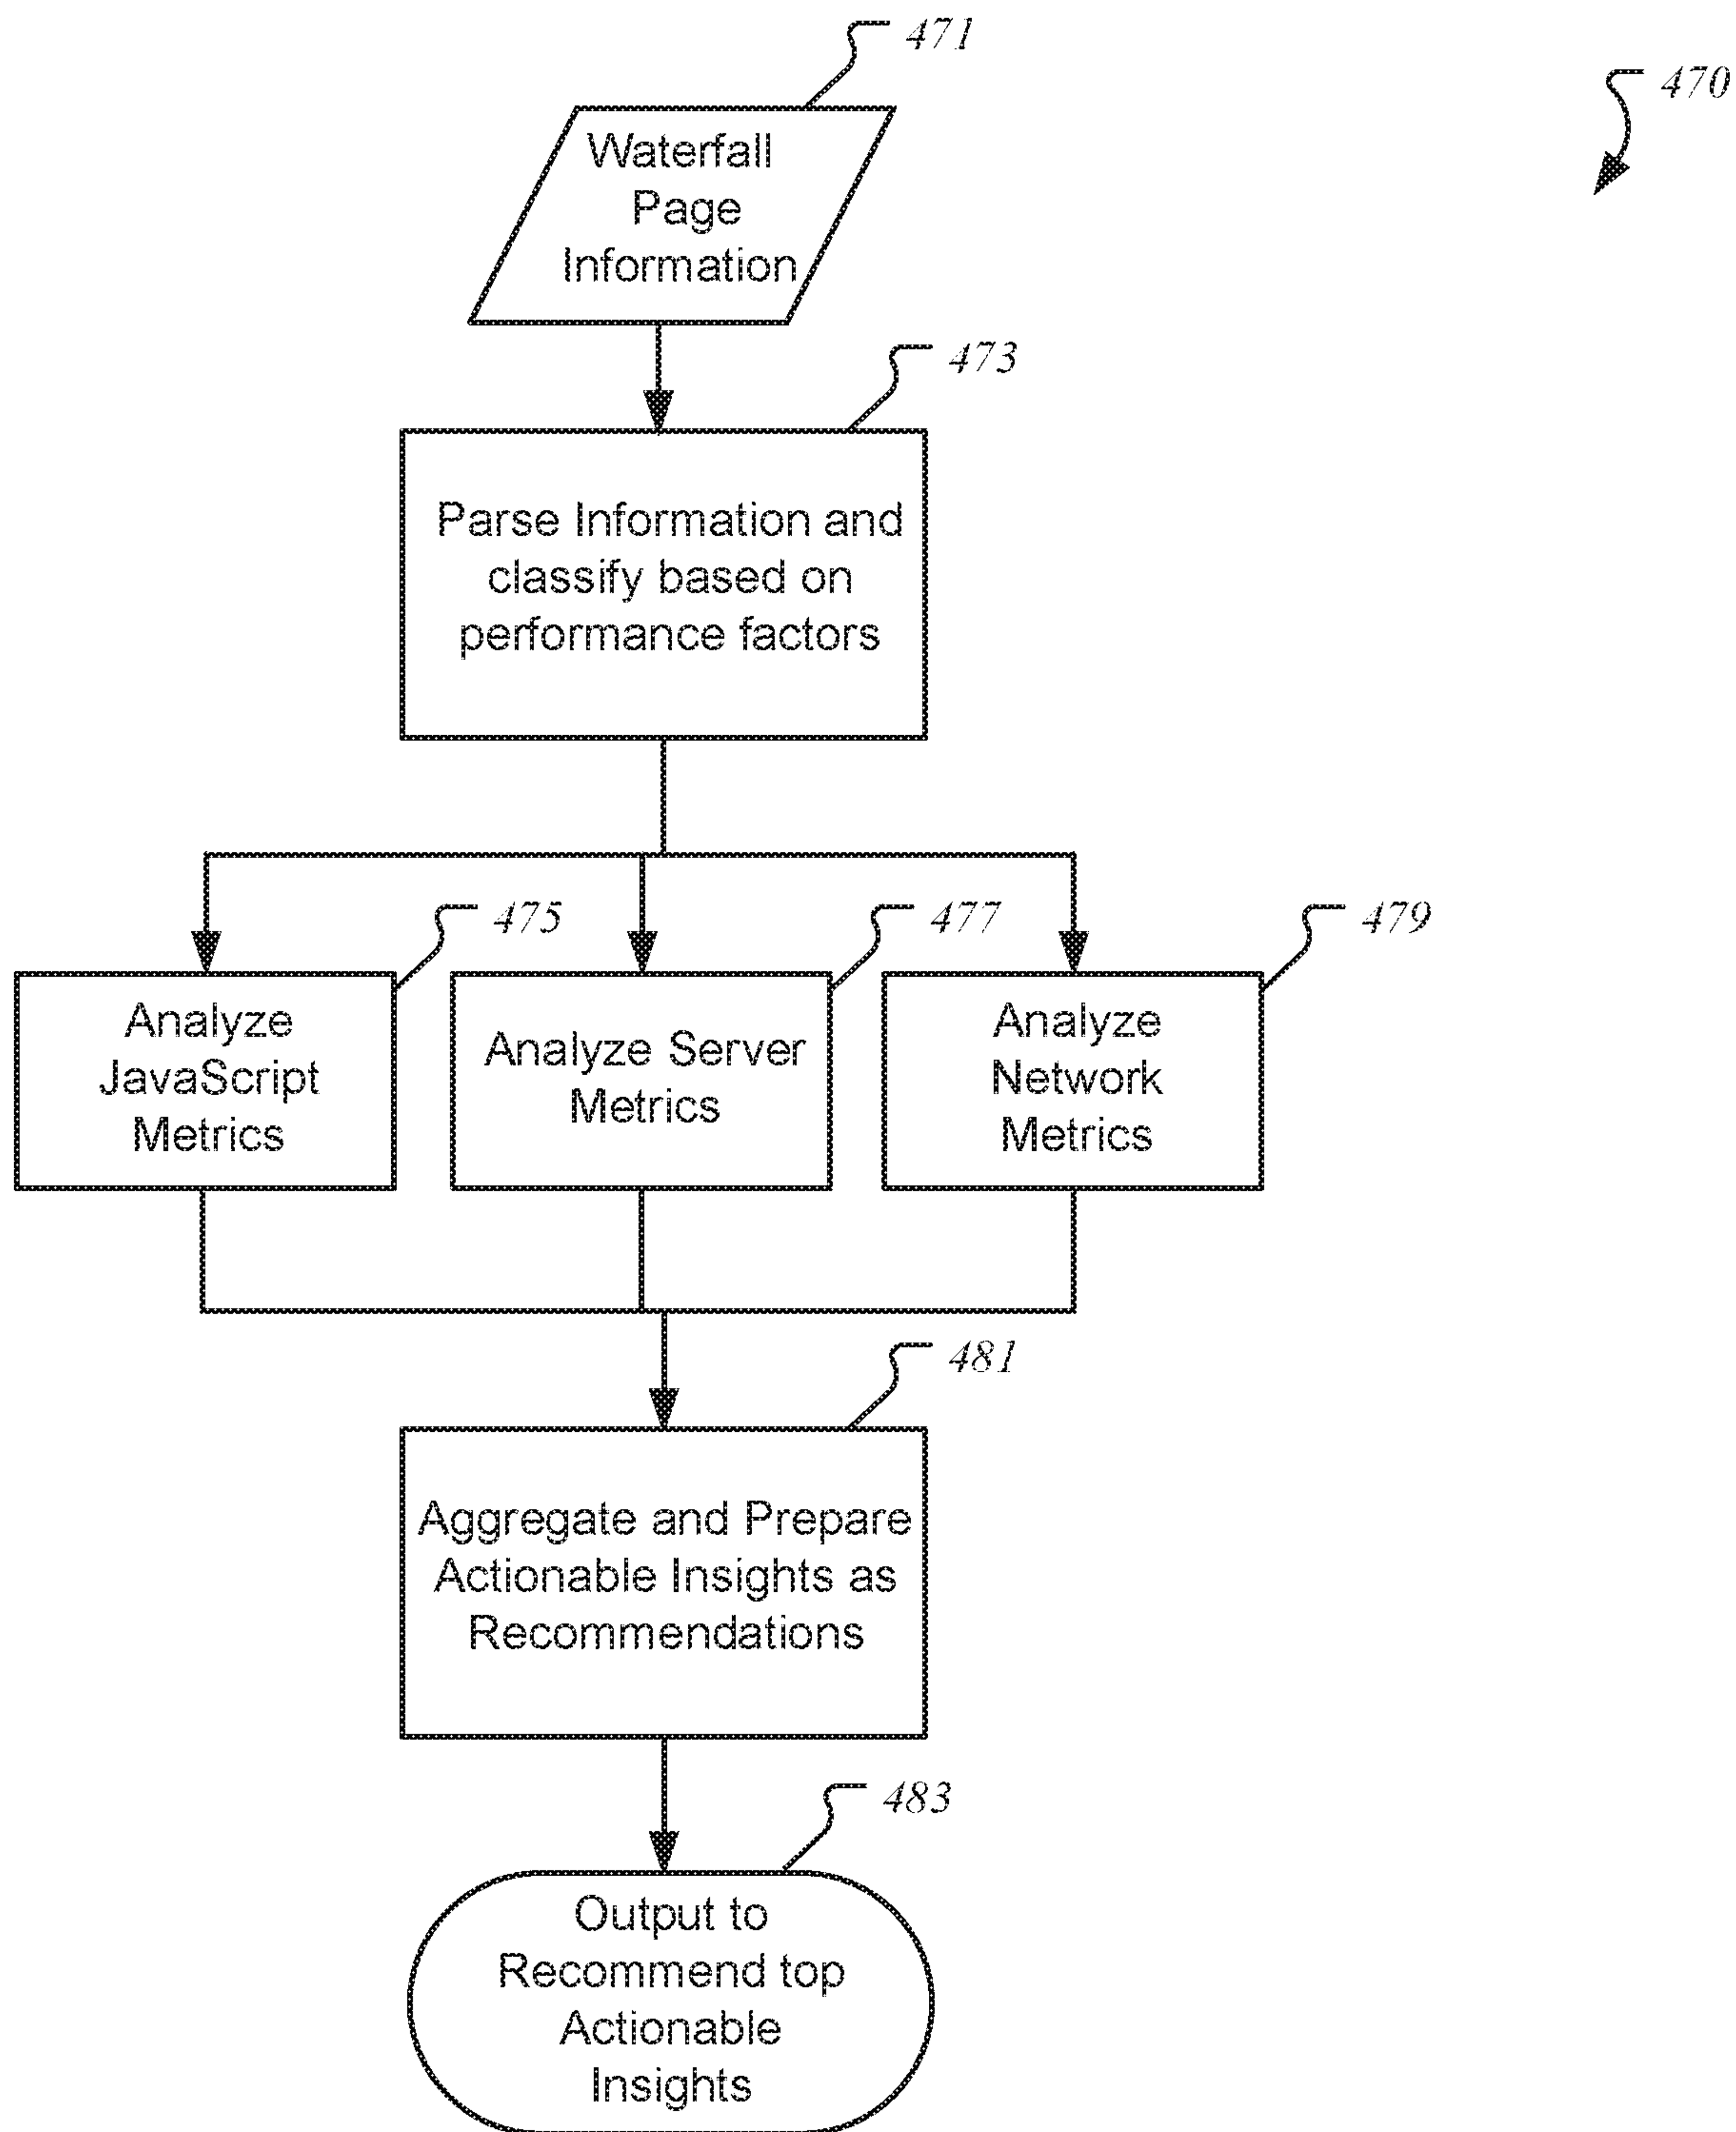 471
470
Waterfall
Page
Information
473
Parse Information and
classify based on
performance factors
475
477
479
Analyze
JavaScript
Metrics
Analyze Server
Metrics
Analyze
Network
Metrics
481
Aggregate and Prepare
Actionable Insights as
Recommendations
483
Output to
Recommend top
Actionable
Insights